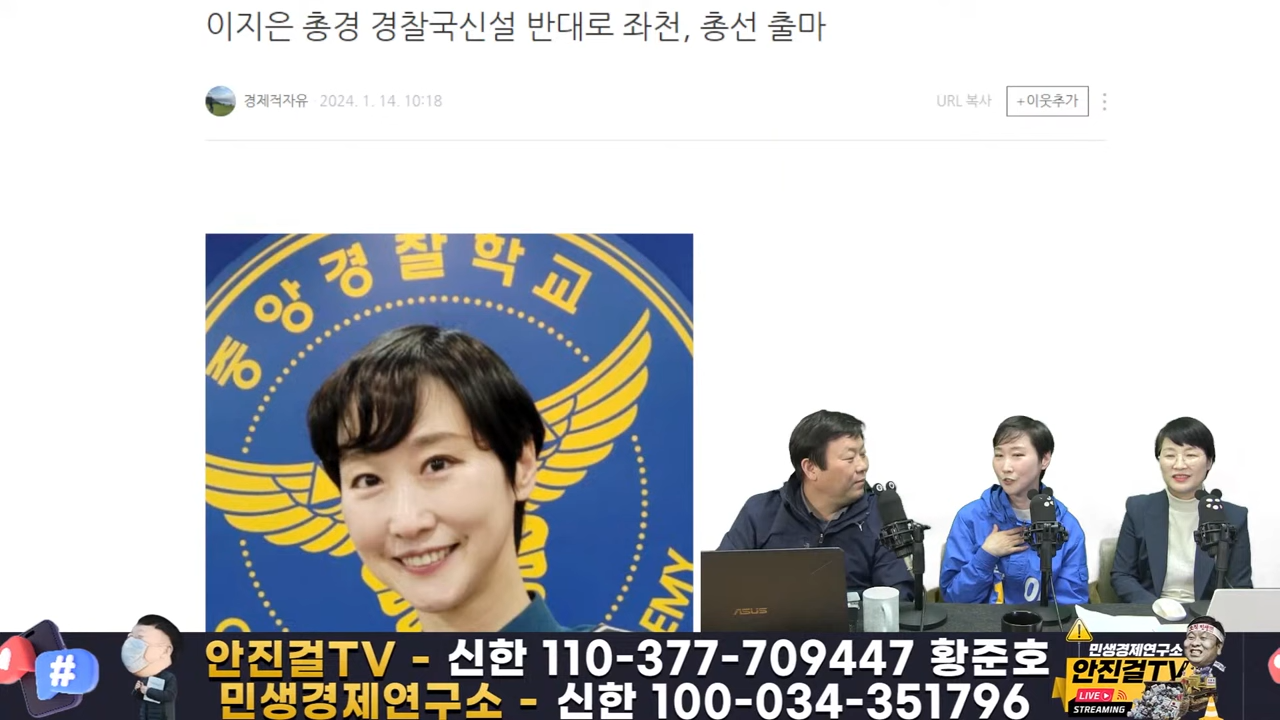 이지은 총경 경찰국신설 반대로 좌천, 총선 출마
경제적자유 2024. 1. 14. 10:18
URL 복사
+이웃추가
중앙경찰학교
EMY
ASUS
#
안진걸TV - 신한 110-377-709447 황준호
민생경제연구소 - 신한 100-034-351796
민생경제연구소
안진걸TV
LIVE
STREAMING